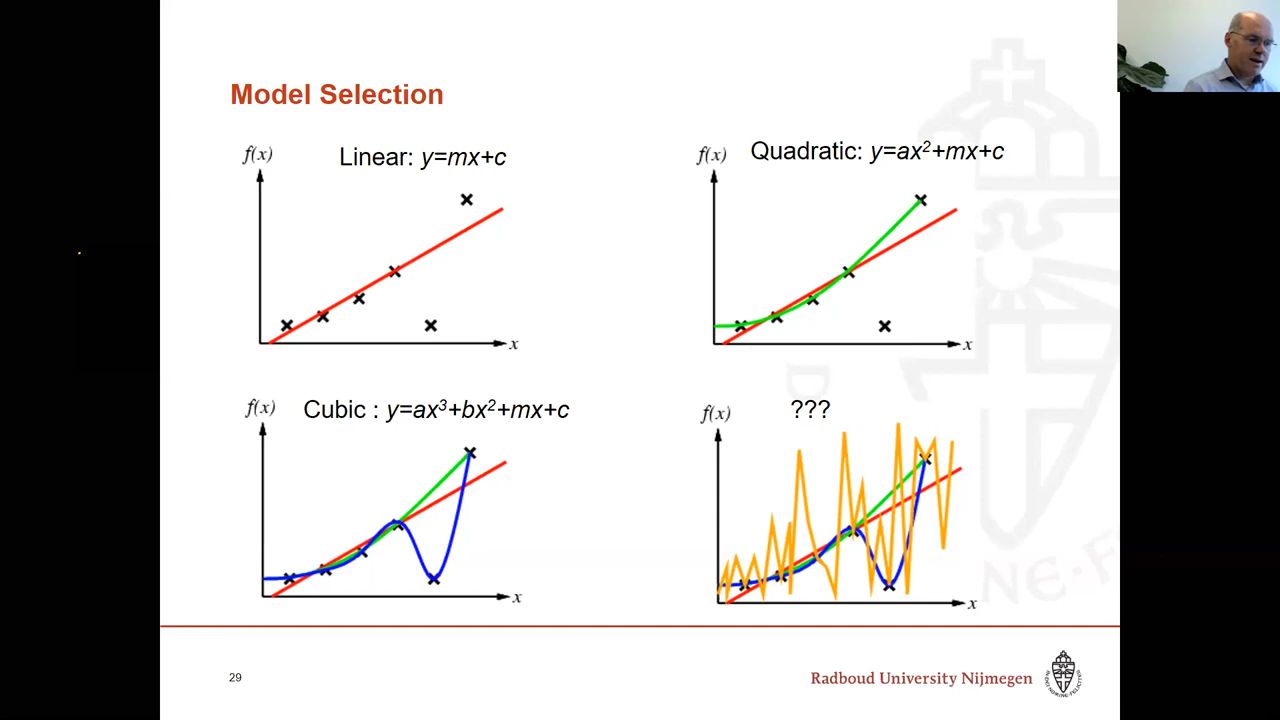 Model Selection
f(x)
Linear: y=mx+c
x
f(x)
Quadratic: y=ax²+mx+c
x
f(x)
Cubic : y=ax³+bx²+mx+c
x
f(x)
???
x
29
Radboud University Nijmegen